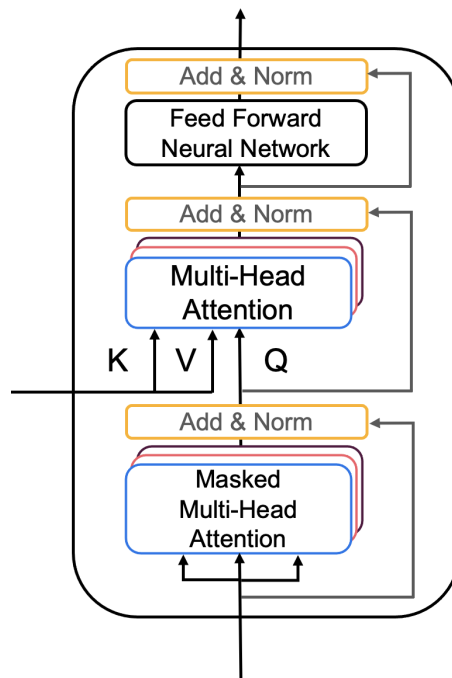 Add & Norm
Feed Forward
Neural Network
Add & Norm
Multi-Head
Attention
K V Q
Add & Norm
Masked
Multi-Head
Attention